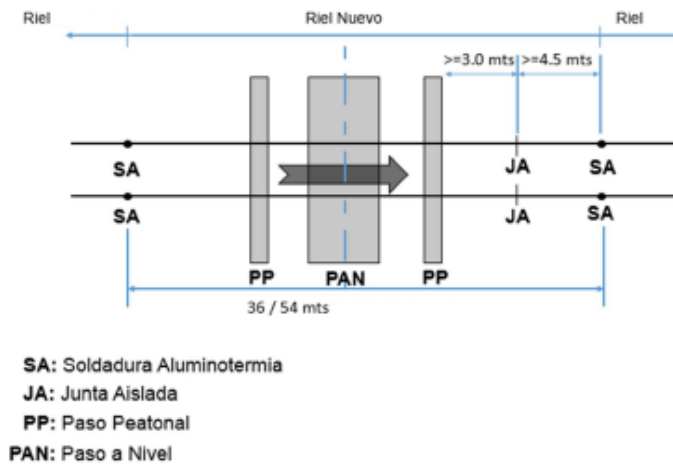 Riel Riel Nuevo Riel
>=3.0 mts >=4.5 mts
SA JA SA
SA JA SA
PP PAN PP
36 / 54 mts
SA: Soldadura Aluminotermia
JA: Junta Aislada
PP: Paso Peatonal
PAN: Paso a Nivel